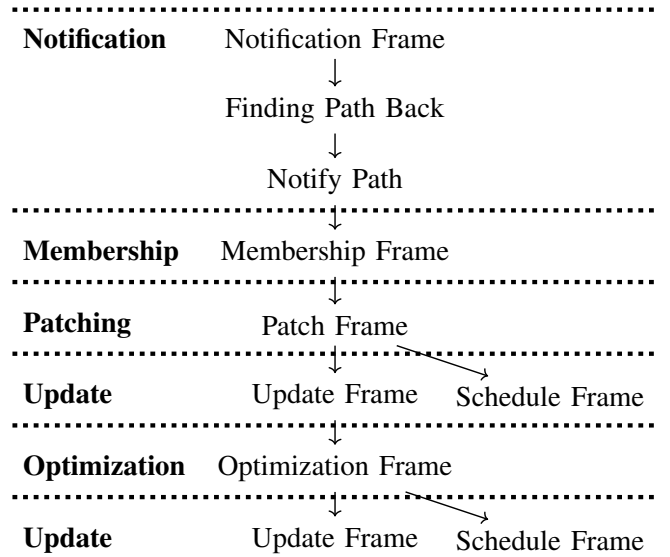 Notification Notification Frame
Finding Path Back
Notify Path
Membership Membership Frame
Patching Patch Frame
Update Update Frame Schedule Frame
Optimization Optimization Frame
Update Update Frame Schedule Frame